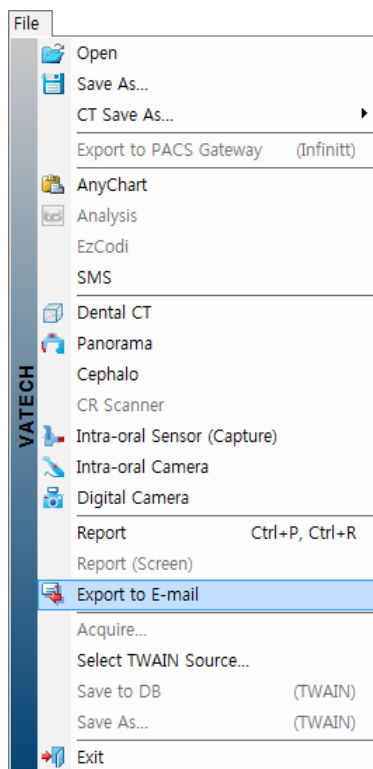 File
Open
Save As...
CT Save As...
Export to PACS Gateway (Infinitt)
AnyChart
Analysis
EzCodi
SMS
Dental CT
Panorama
Cephalo
CR Scanner
Intra-oral Sensor (Capture)
Intra-oral Camera
Digital Camera
Report Ctrl+P, Ctrl+R
Report (Screen)
Export to E-mail
Acquire...
Select TWAIN Source...
Save to DB (TWAIN)
Save As... (TWAIN)
Exit
VATECH